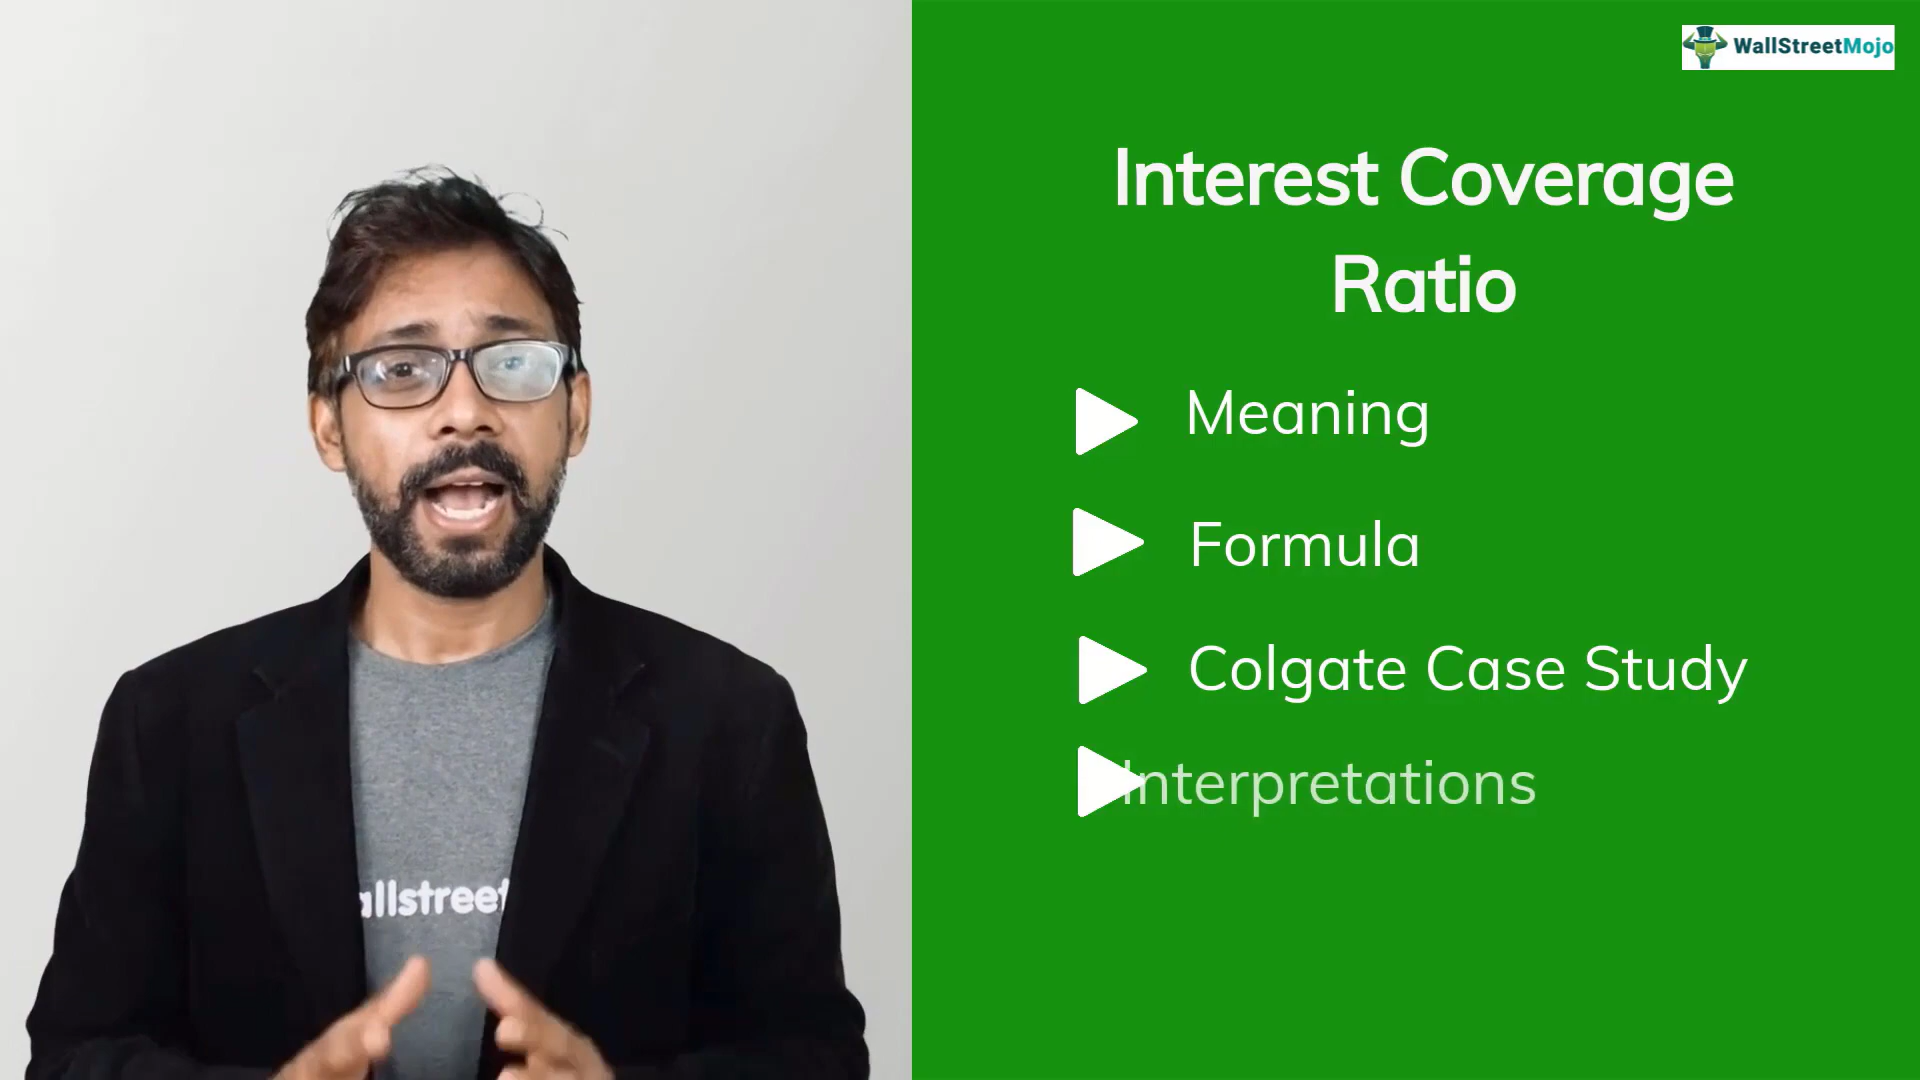 WallStreetMojo
Interest Coverage
Ratio
Meaning
Formula
Colgate Case Study
Interpretations
allstreet